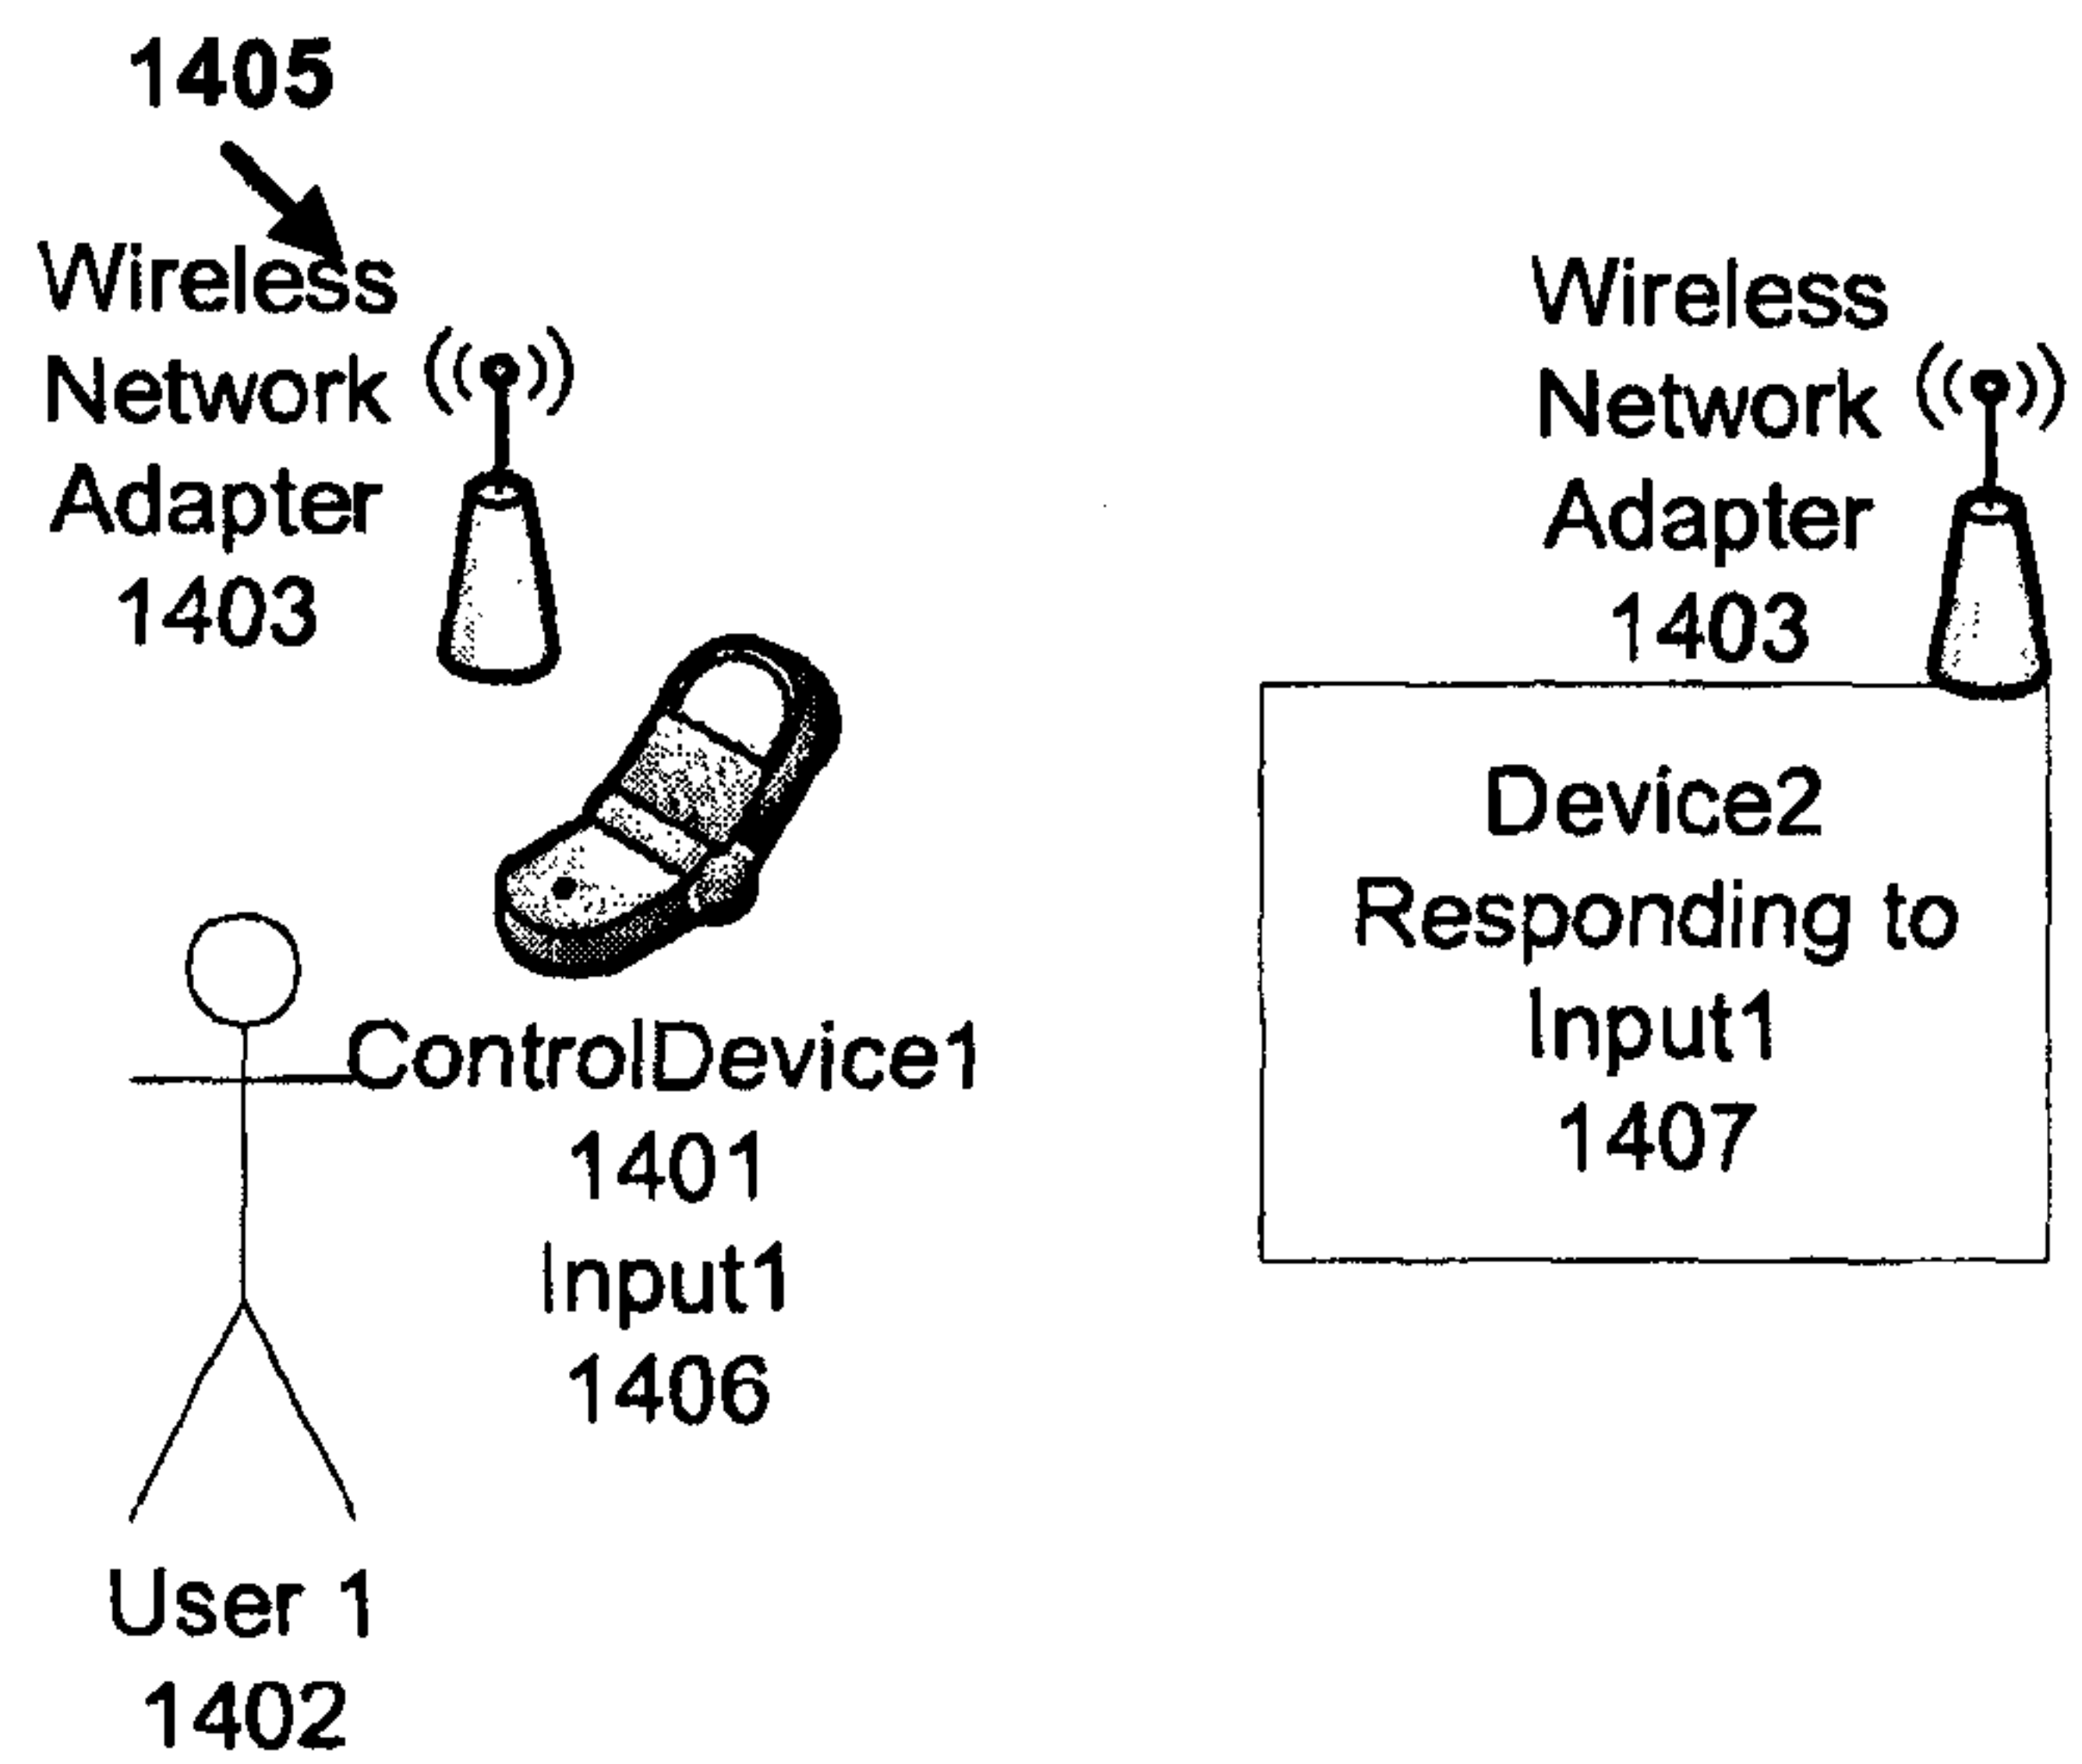 1405
Wireless
Network
Adapter
1403
Wireless
Network
Adapter
1403
Device2
Responding to
Input1
1407
ControlDevice1
1401
Input1
1406
User 1
1402